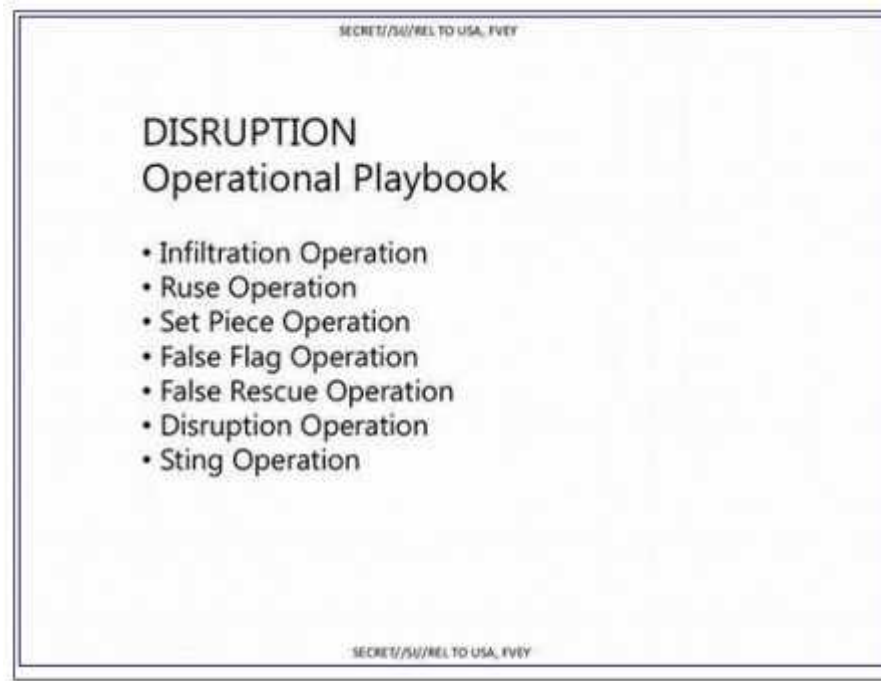 SECRET//SI//REL TO USA, FVEY
DISRUPTION
Operational Playbook
• Infiltration Operation
• Ruse Operation
• Set Piece Operation
• False Flag Operation
• False Rescue Operation
• Disruption Operation
• Sting Operation
SECRET//SI//REL TO USA, FVEY